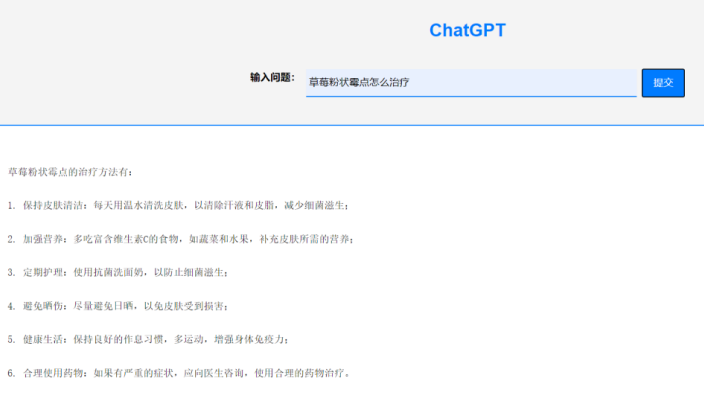 ChatGPT
输入问题： 草莓粉状霉点怎么治疗 提交
草莓粉状霉点的治疗方法有：
1. 保持皮肤清洁：每天用温水清洗皮肤，以清除汗液和皮脂，减少细菌滋生；
2. 加强营养：多吃富含维生素C的食物，如蔬菜和水果，补充皮肤所需的营养；
3. 定期护理：使用抗菌洗面奶，以防止细菌滋生；
4. 避免晒伤：尽量避免日晒，以免皮肤受到损害；
5. 健康生活：保持良好的作息习惯，多运动，增强身体免疫力；
6. 合理使用药物：如果有严重的症状，应向医生咨询，使用合理的药物治疗。